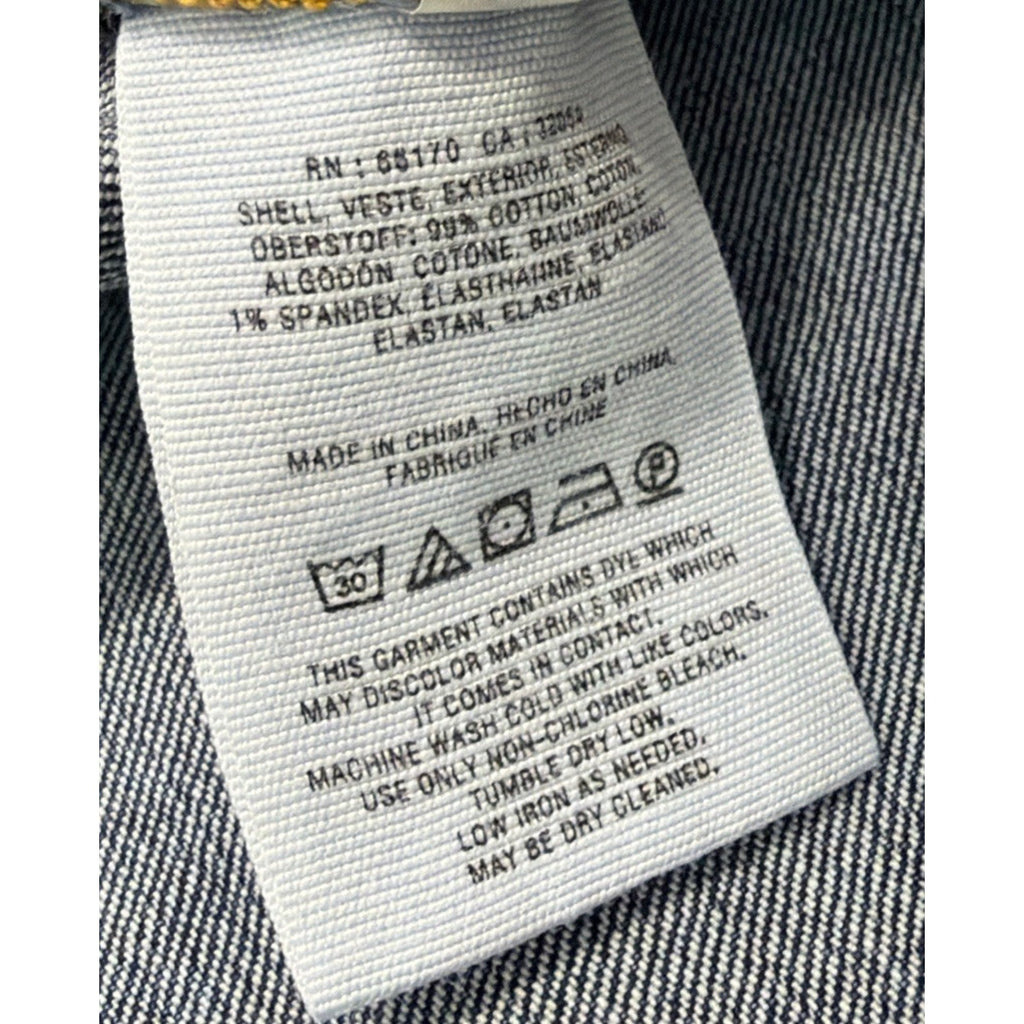 RN : 68170 CA : 32054
SHELL, VESTE, EXTERIOR, ESTERNO
OBERSTOFF: 99% COTTON, COTON,
ALGODÓN COTONE, BAUMWOLLE
1% SPANDEX, ÉLASTHANNE, ELASTANO,
ELASTAN, ELASTAN
MADE IN CHINA. HECHO EN CHINA.
FABRIQUE EN CHINE
30 P
THIS GARMENT CONTAINS DYE WHICH
MAY DISCOLOR MATERIALS WITH WHICH
IT COMES IN CONTACT.
MACHINE WASH COLD WITH LIKE COLORS.
USE ONLY NON-CHLORINE BLEACH.
TUMBLE DRY LOW.
LOW IRON AS NEEDED.
MAY BE DRY CLEANED.